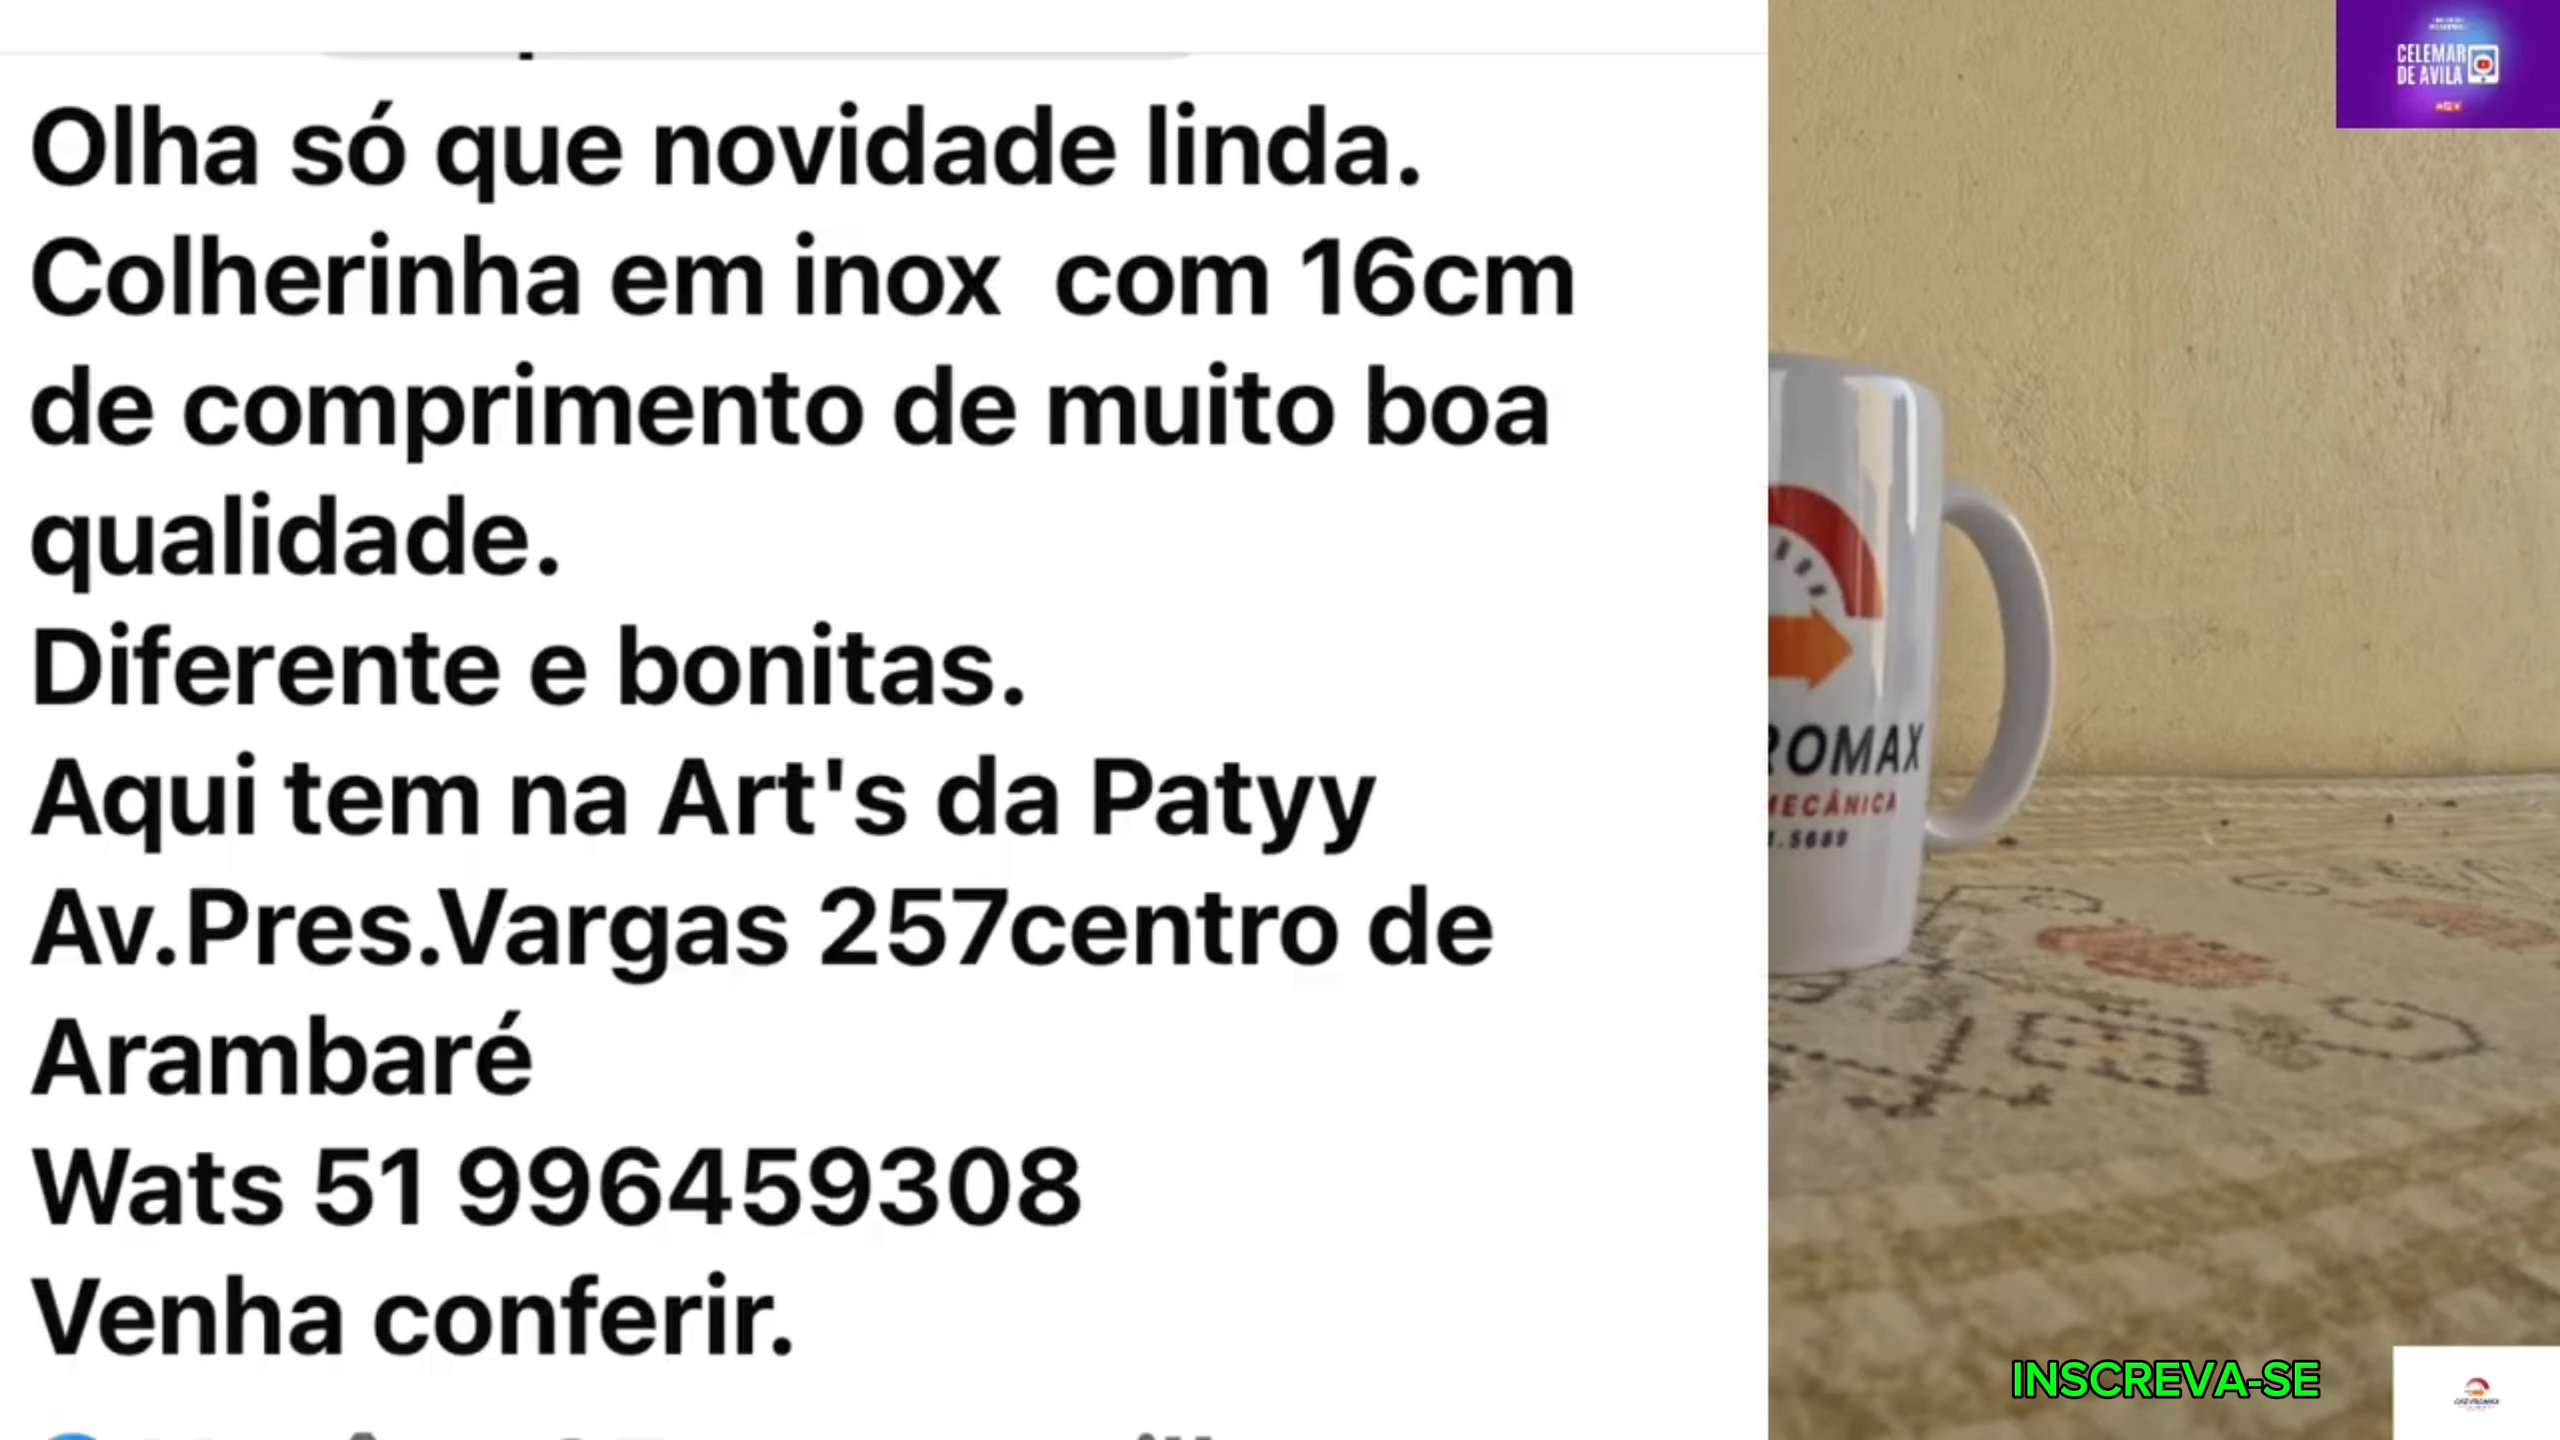 Olha só que novidade linda.
Colherinha em inox  com 16cm
de comprimento de muito boa
qualidade.
Diferente e bonitas.
Aqui tem na Art's da Patyy
Av.Pres.Vargas 257centro de
Arambaré
Wats 51 996459308
Venha conferir.
CELEMAR
DE AVILA
ROMAX
MECÂNICA
.5689
INSCREVA-SE